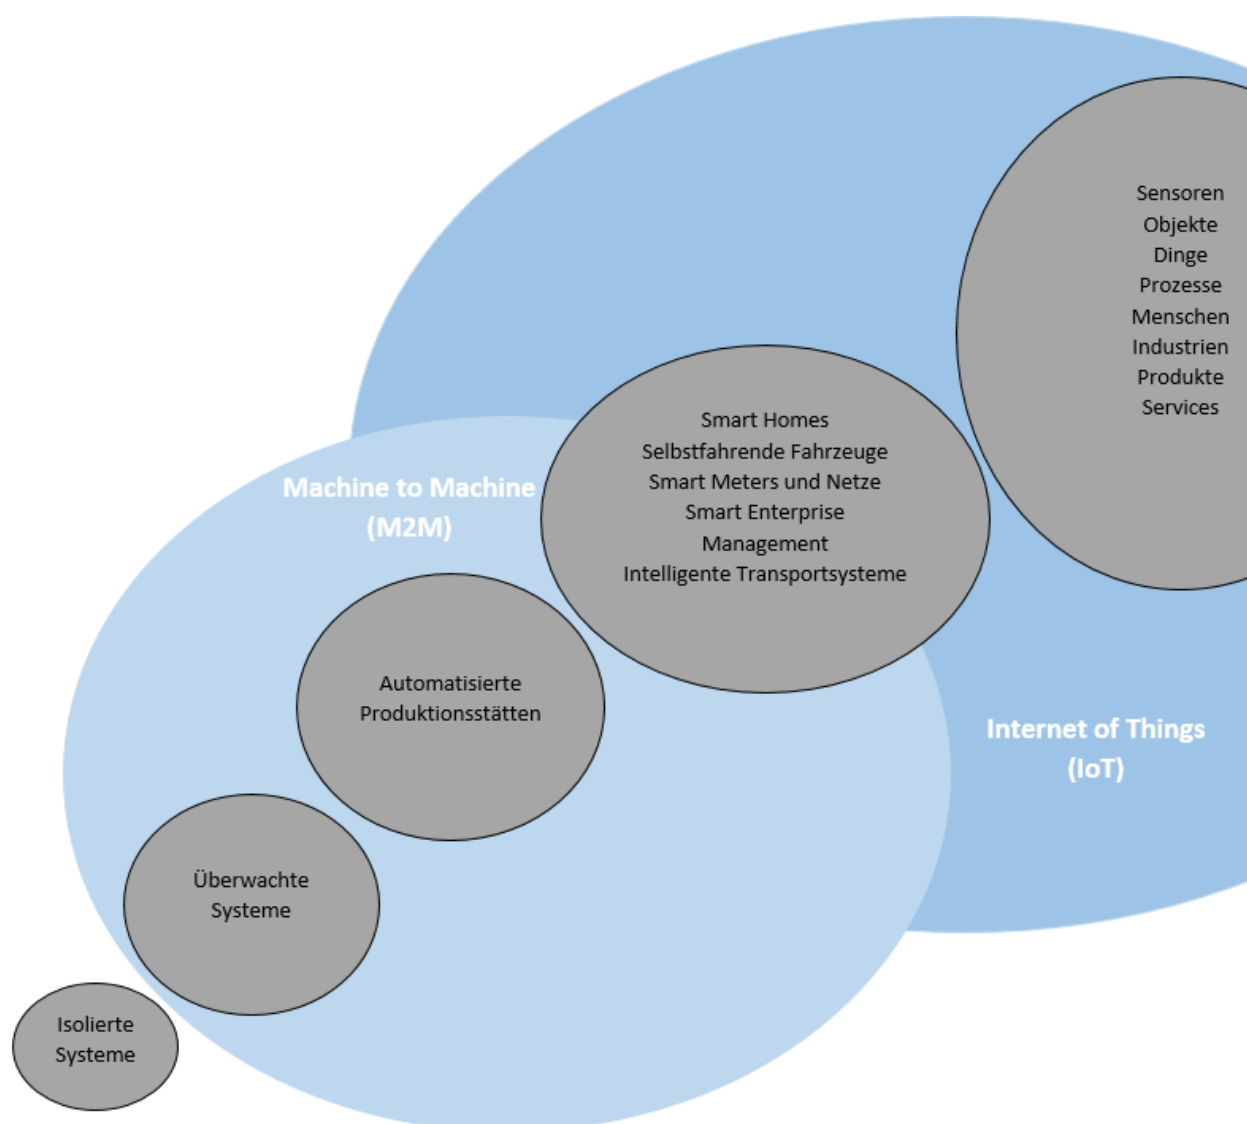 Sensoren
Objekte
Dinge
Prozesse
Menschen
Industrien
Produkte
Services
Smart Homes
Selbstfahrende Fahrzeuge
Smart Meters und Netze
Smart Enterprise
Management
Intelligente Transportsysteme
Machine to Machine
(M2M)
Automatisierte
Produktionsstätten
Internet of Things
(IoT)
Überwachte
Systeme
Isolierte
Systeme